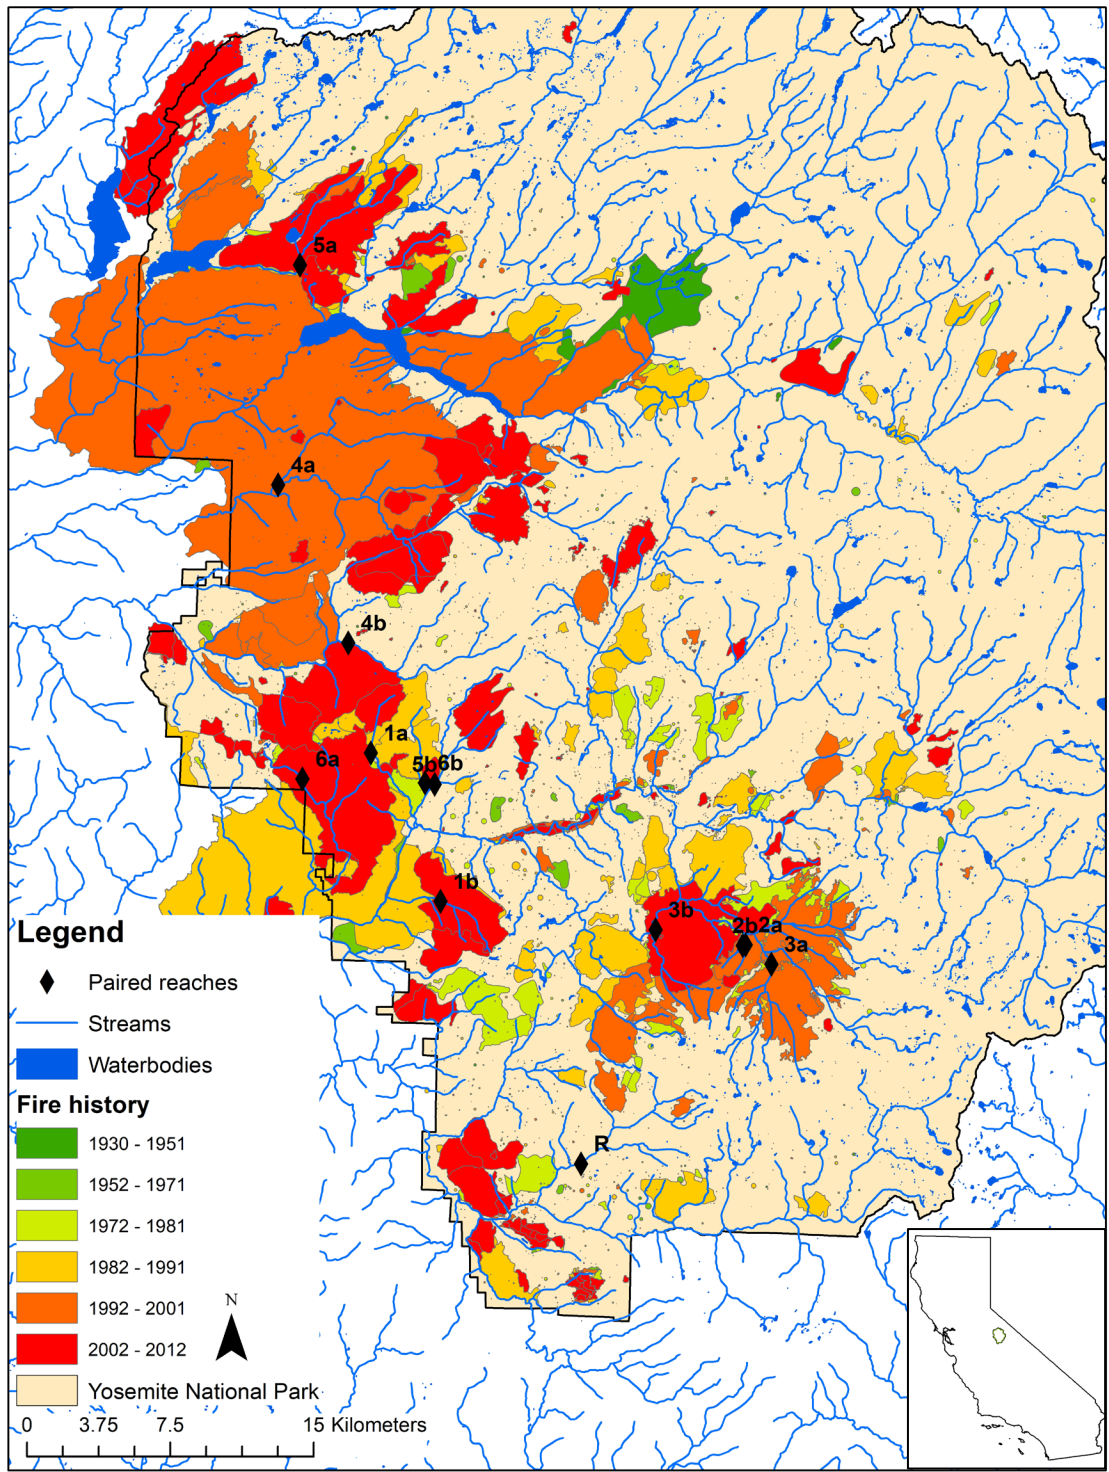 5a
4a
4b
1a
6a
5b6b
1b
3b
2b2a
3a
R
Legend
Paired reaches
Streams
Waterbodies
Fire history
1930 - 1951
1952 - 1971
1972 - 1981
1982 - 1991
1992 - 2001
2002 - 2012
Yosemite National Park
N
0 3.75 7.5 15 Kilometers